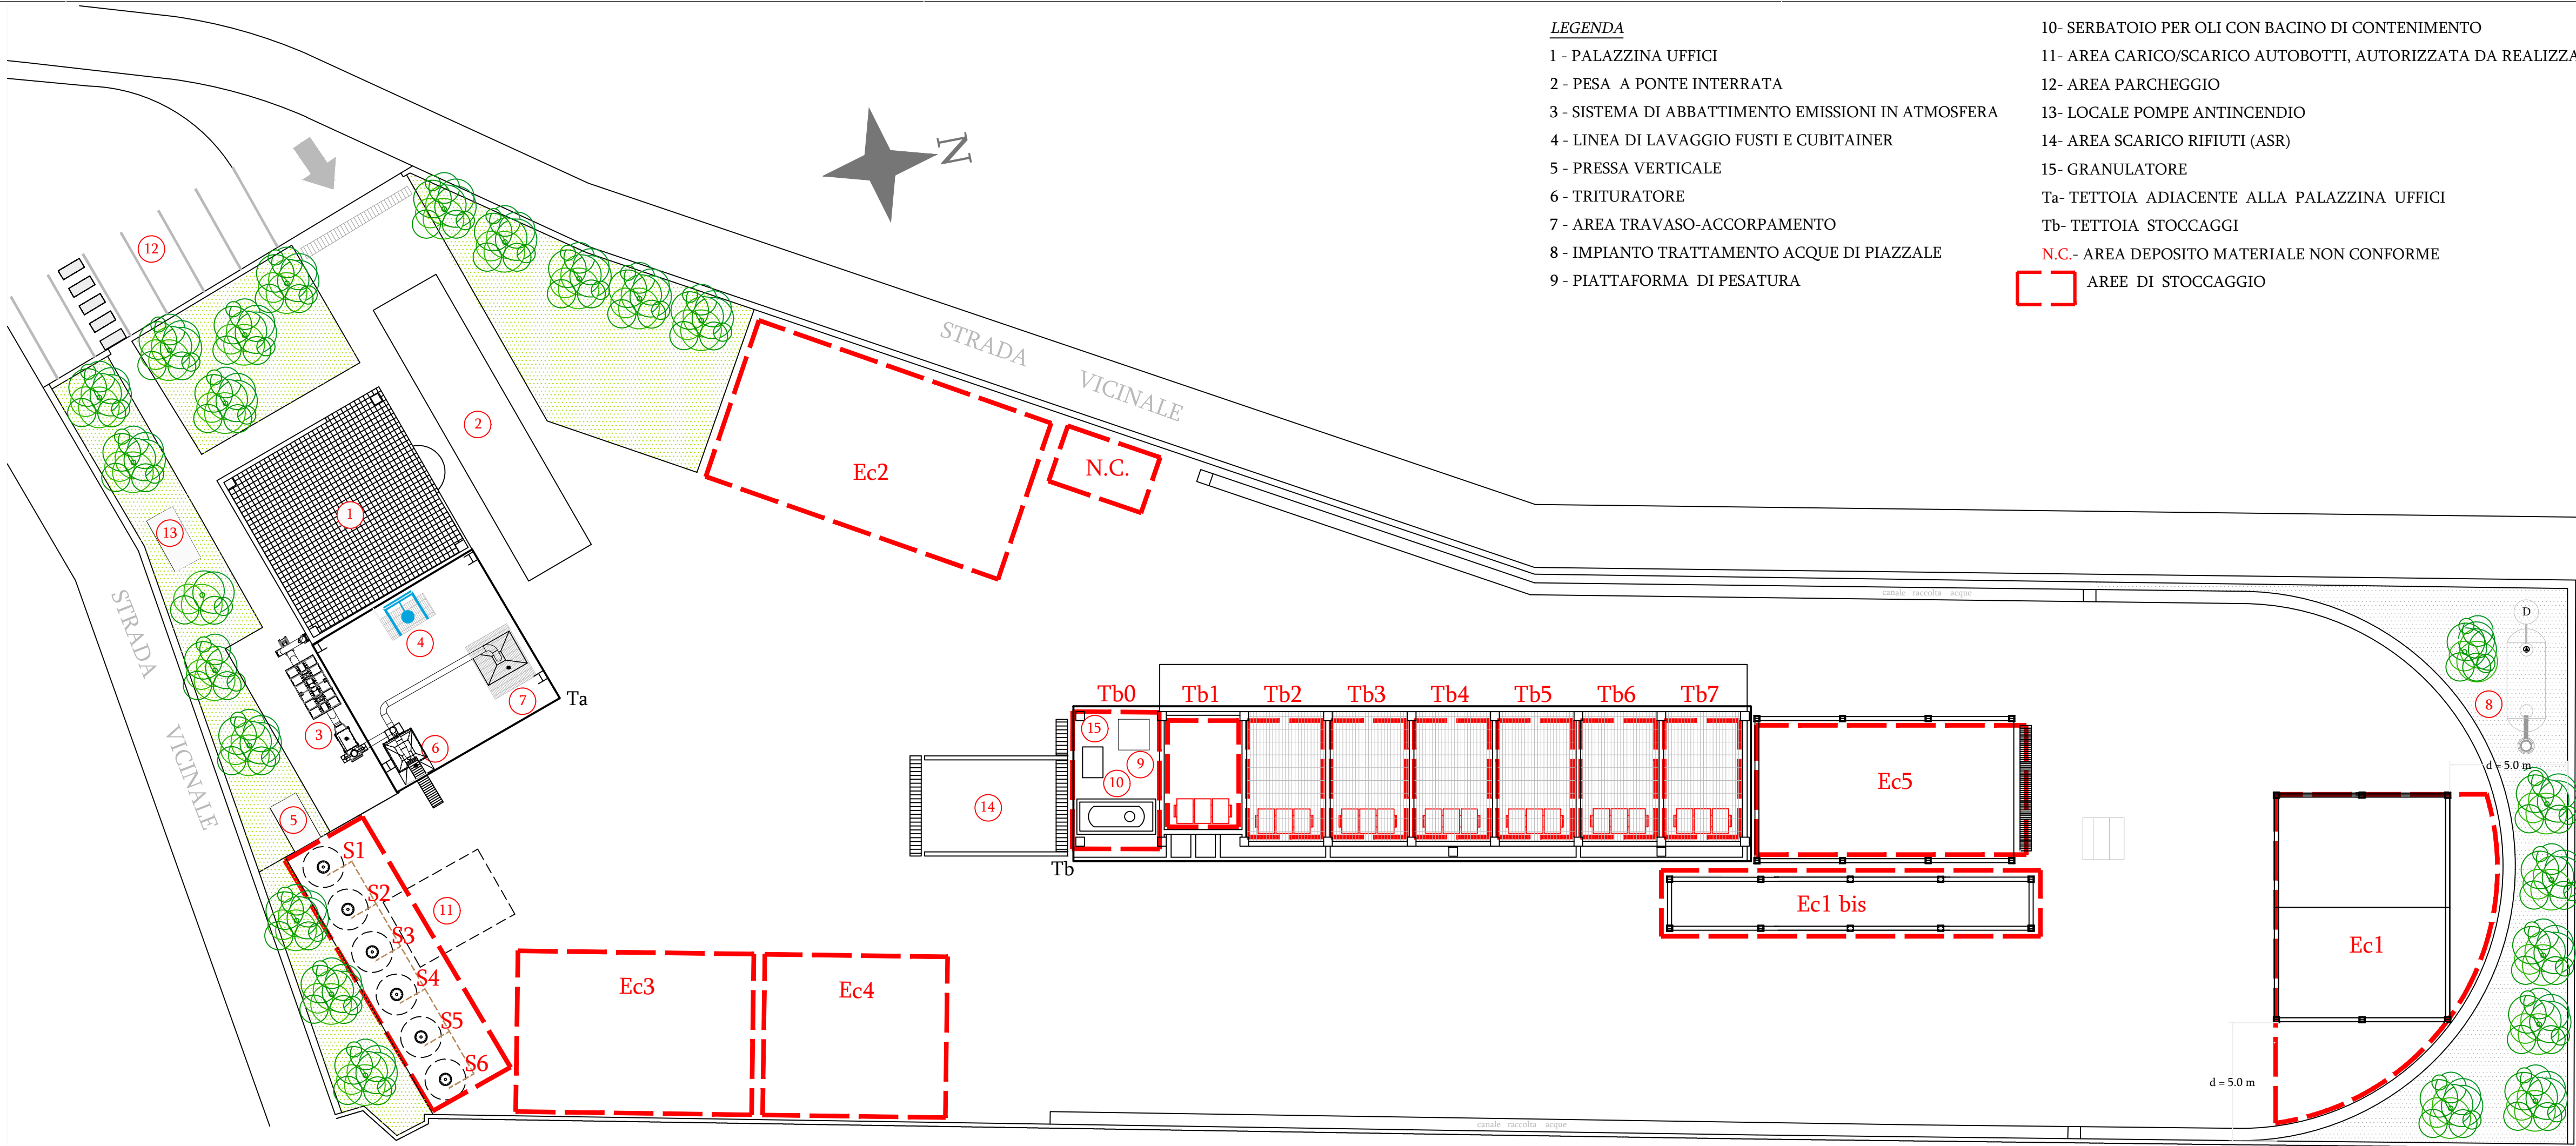 LEGENDA
1 - PALAZZINA UFFICI
2 - PESA A PONTE INTERRATA
3 - SISTEMA DI ABBATTIMENTO EMISSIONI IN ATMOSFERA
4 - LINEA DI LAVAGGIO FUSTI E CUBITAINER
5 - PRESSA VERTICALE
6 - TRITURATORE
7 - AREA TRAVASO-ACCORPAMENTO
8 - IMPIANTO TRATTAMENTO ACQUE DI PIAZZALE
9 - PIATTAFORMA DI PESATURA
10- SERBATOIO PER OLI CON BACINO DI CONTENIMENTO
11- AREA CARICO/SCARICO AUTOBOTTI, AUTORIZZATA DA REALIZZA
12- AREA PARCHEGGIO
13- LOCALE POMPE ANTINCENDIO
14- AREA SCARICO RIFIUTI (ASR)
15- GRANULATORE
Ta- TETTOIA ADIACENTE ALLA PALAZZINA UFFICI
Tb- TETTOIA STOCCAGGI
N.C.- AREA DEPOSITO MATERIALE NON CONFORME
AREE DI STOCCAGGIO
N
12
STRADA VICINALE
2
Ec2
N.C.
1
13
STRADA VICINALE
4
7
Ta
3
6
5
canale raccolta acque
D
8
d = 5.0 m
Tb0 Tb1 Tb2 Tb3 Tb4 Tb5 Tb6 Tb7
15
9
10
14
Tb
Ec5
Ec1 bis
Ec1
S1
S2
S3
S4
S5
S6
11
Ec3
Ec4
d = 5.0 m
canale raccolta acque